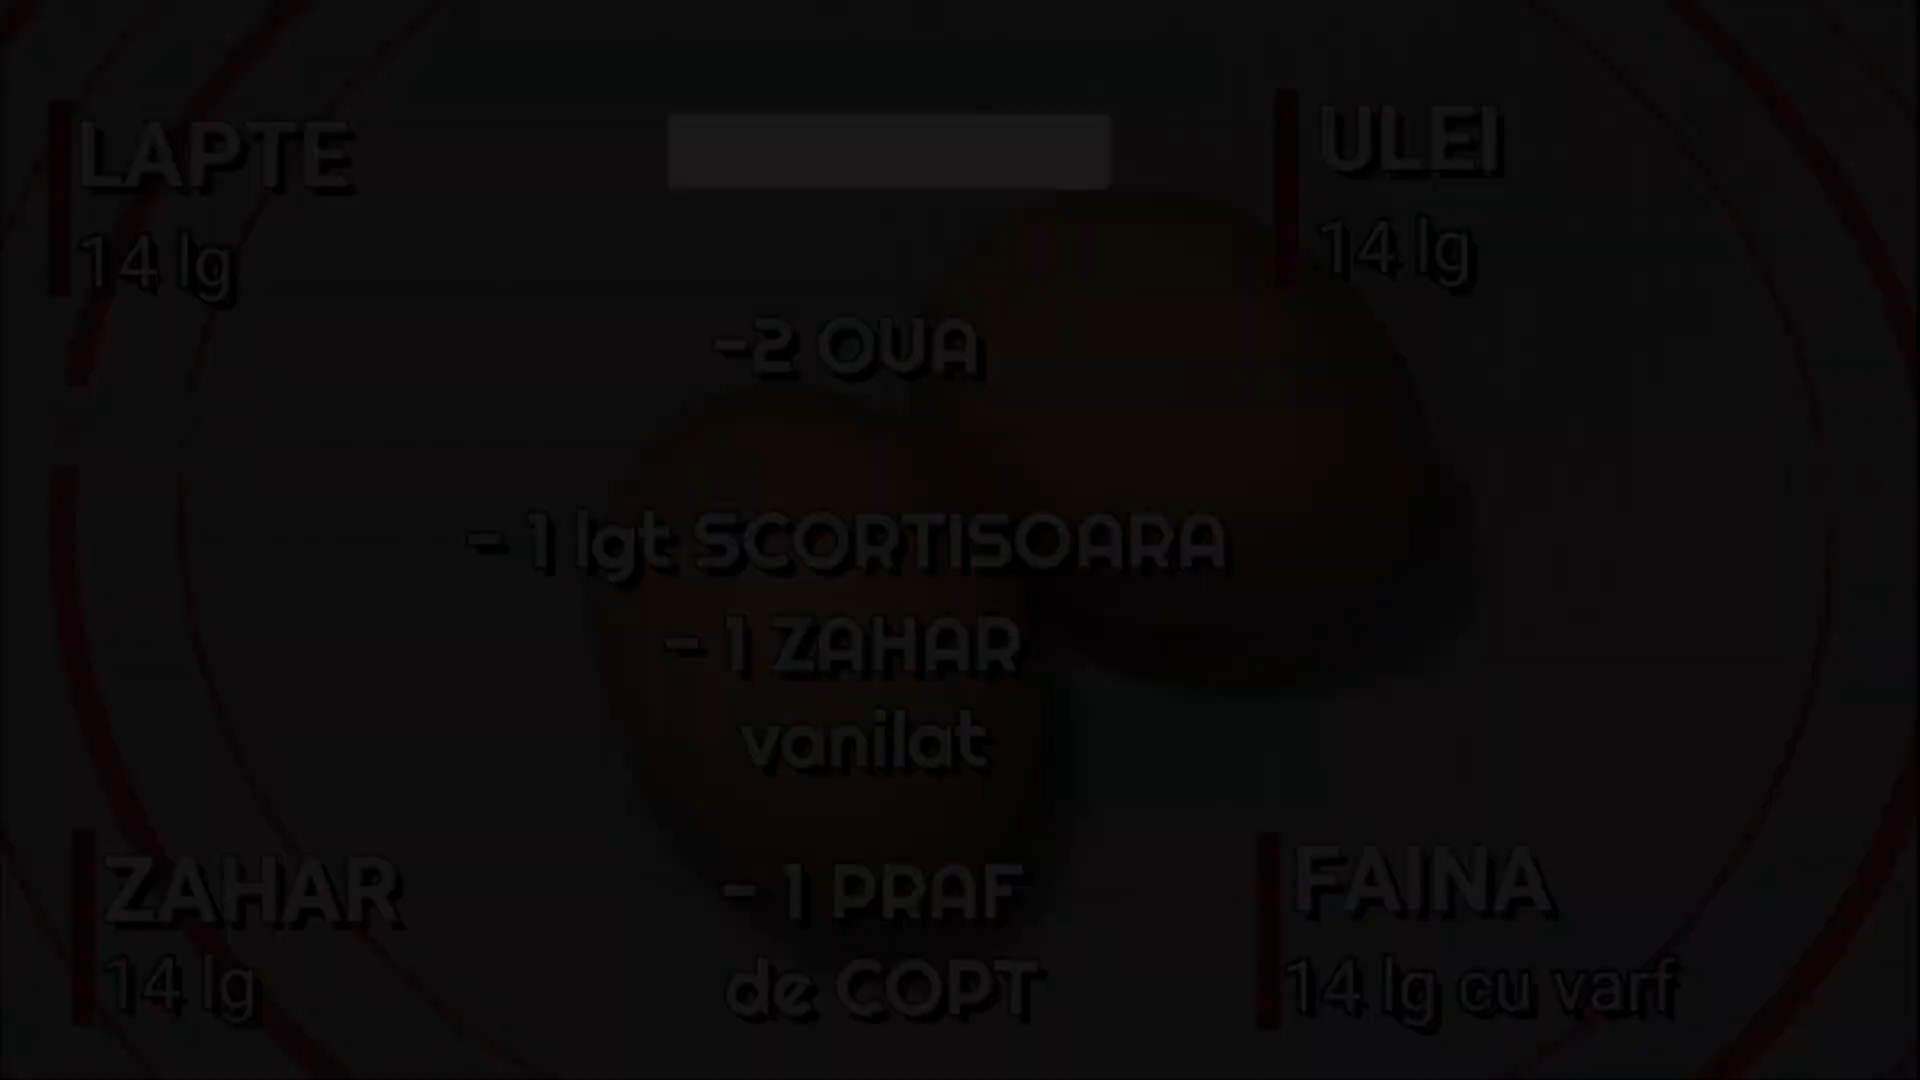 LAPTE
14 lg
ULEI
14 lg
-2 OUA
- 1 lgt SCORTISOARA
- 1 ZAHAR
vanilat
- 1 PRAF
de COPT
ZAHAR
14 lg
FAINA
14 lg cu varf